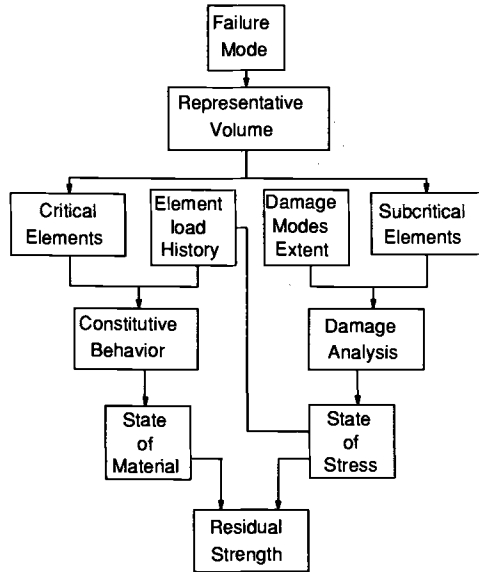 Failure
Mode
Representative
Volume
Critical
Elements
Element
load
History
Damage
Modes
Extent
Subcritical
Elements
Constitutive
Behavior
Damage
Analysis
State
of
Material
State
of
Stress
Residual
Strength